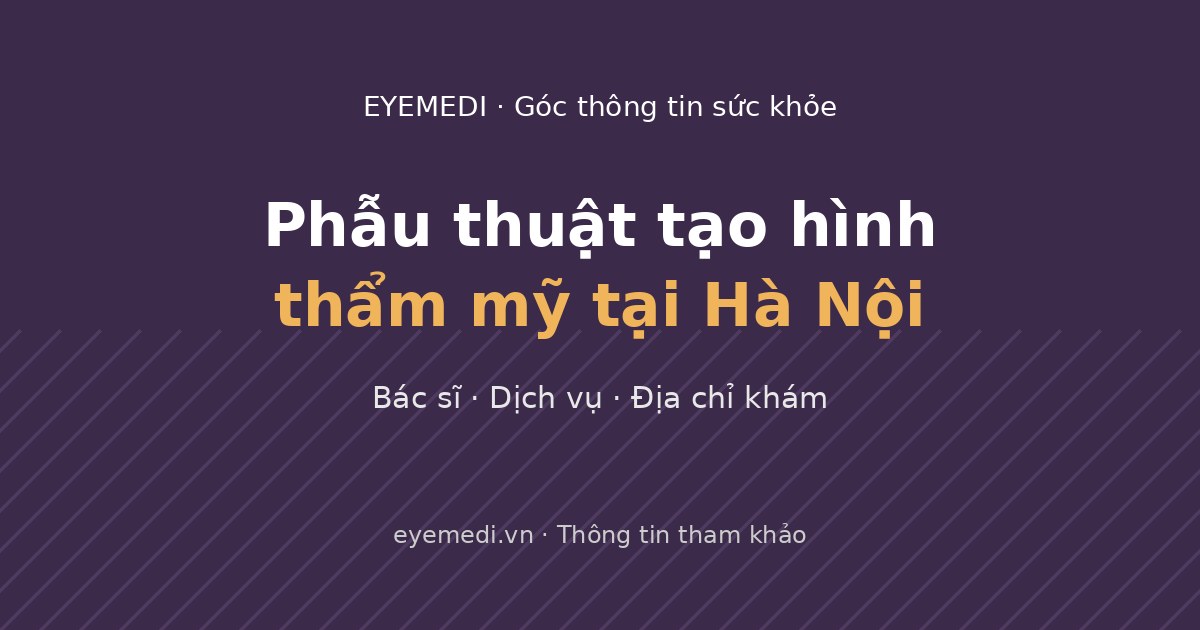 EYEMEDI · Góc thông tin sức khỏe
Phẫu thuật tạo hình
thẩm mỹ tại Hà Nội
Bác sĩ · Dịch vụ · Địa chỉ khám
eyemedi.vn · Thông tin tham khảo